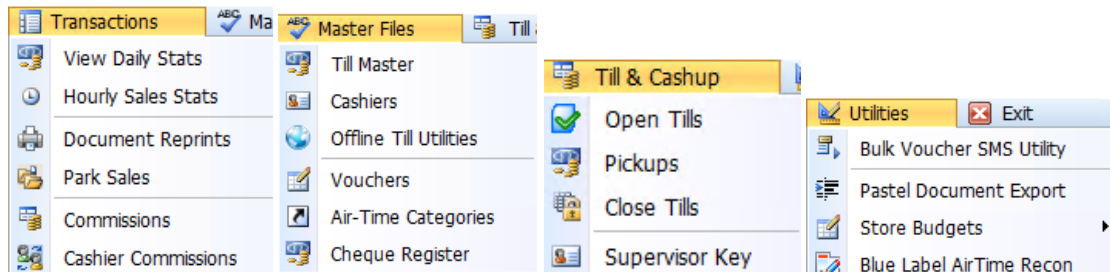 Transactions
Ma
View Daily Stats
Hourly Sales Stats
Document Reprints
Park Sales
Commissions
Cashier Commissions
Master Files
Till
Till Master
Cashiers
Offline Till Utilities
Vouchers
Air-Time Categories
Cheque Register
Till & Cashup
Open Tills
Pickups
Close Tills
Supervisor Key
Utilities
Exit
Bulk Voucher SMS Utility
Pastel Document Export
Store Budgets
Blue Label AirTime Recon